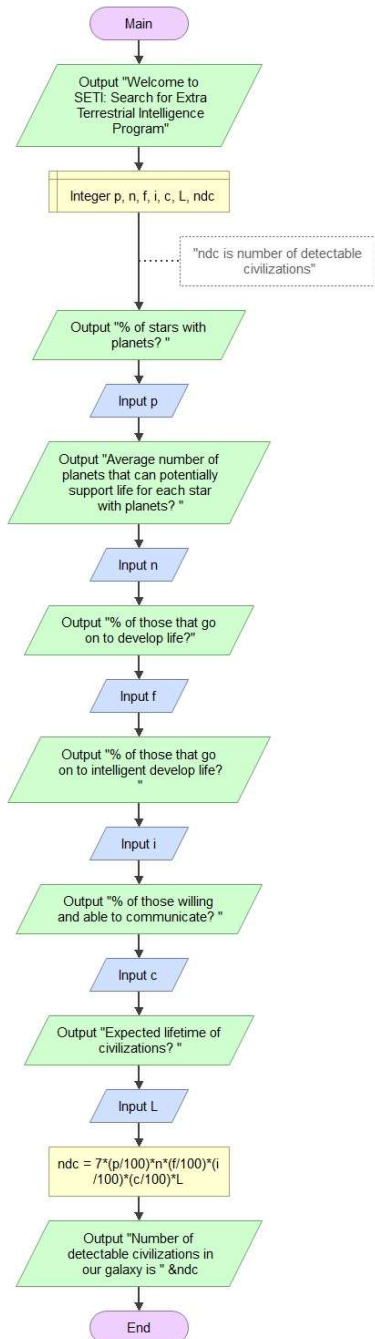 Main
Output "Welcome to
SETI: Search for Extra
Terrestrial Intelligence
Program"
Integer p, n, f, i, c, L, ndc
"ndc is number of detectable
civilizations"
Output "% of stars with
planets? "
Input p
Output "Average number of
planets that can potentially
support life for each star
with planets? "
Input n
Output "% of those that go
on to develop life?"
Input f
Output "% of those that go
on to intelligent develop life?
"
Input i
Output "% of those willing
and able to communicate? "
Input c
Output "Expected lifetime of
civilizations? "
Input L
ndc = 7*(p/100)*n*(f/100)*(i
/100)*(c/100)*L
Output "Number of
detectable civilizations in
our galaxy is " &ndc
End